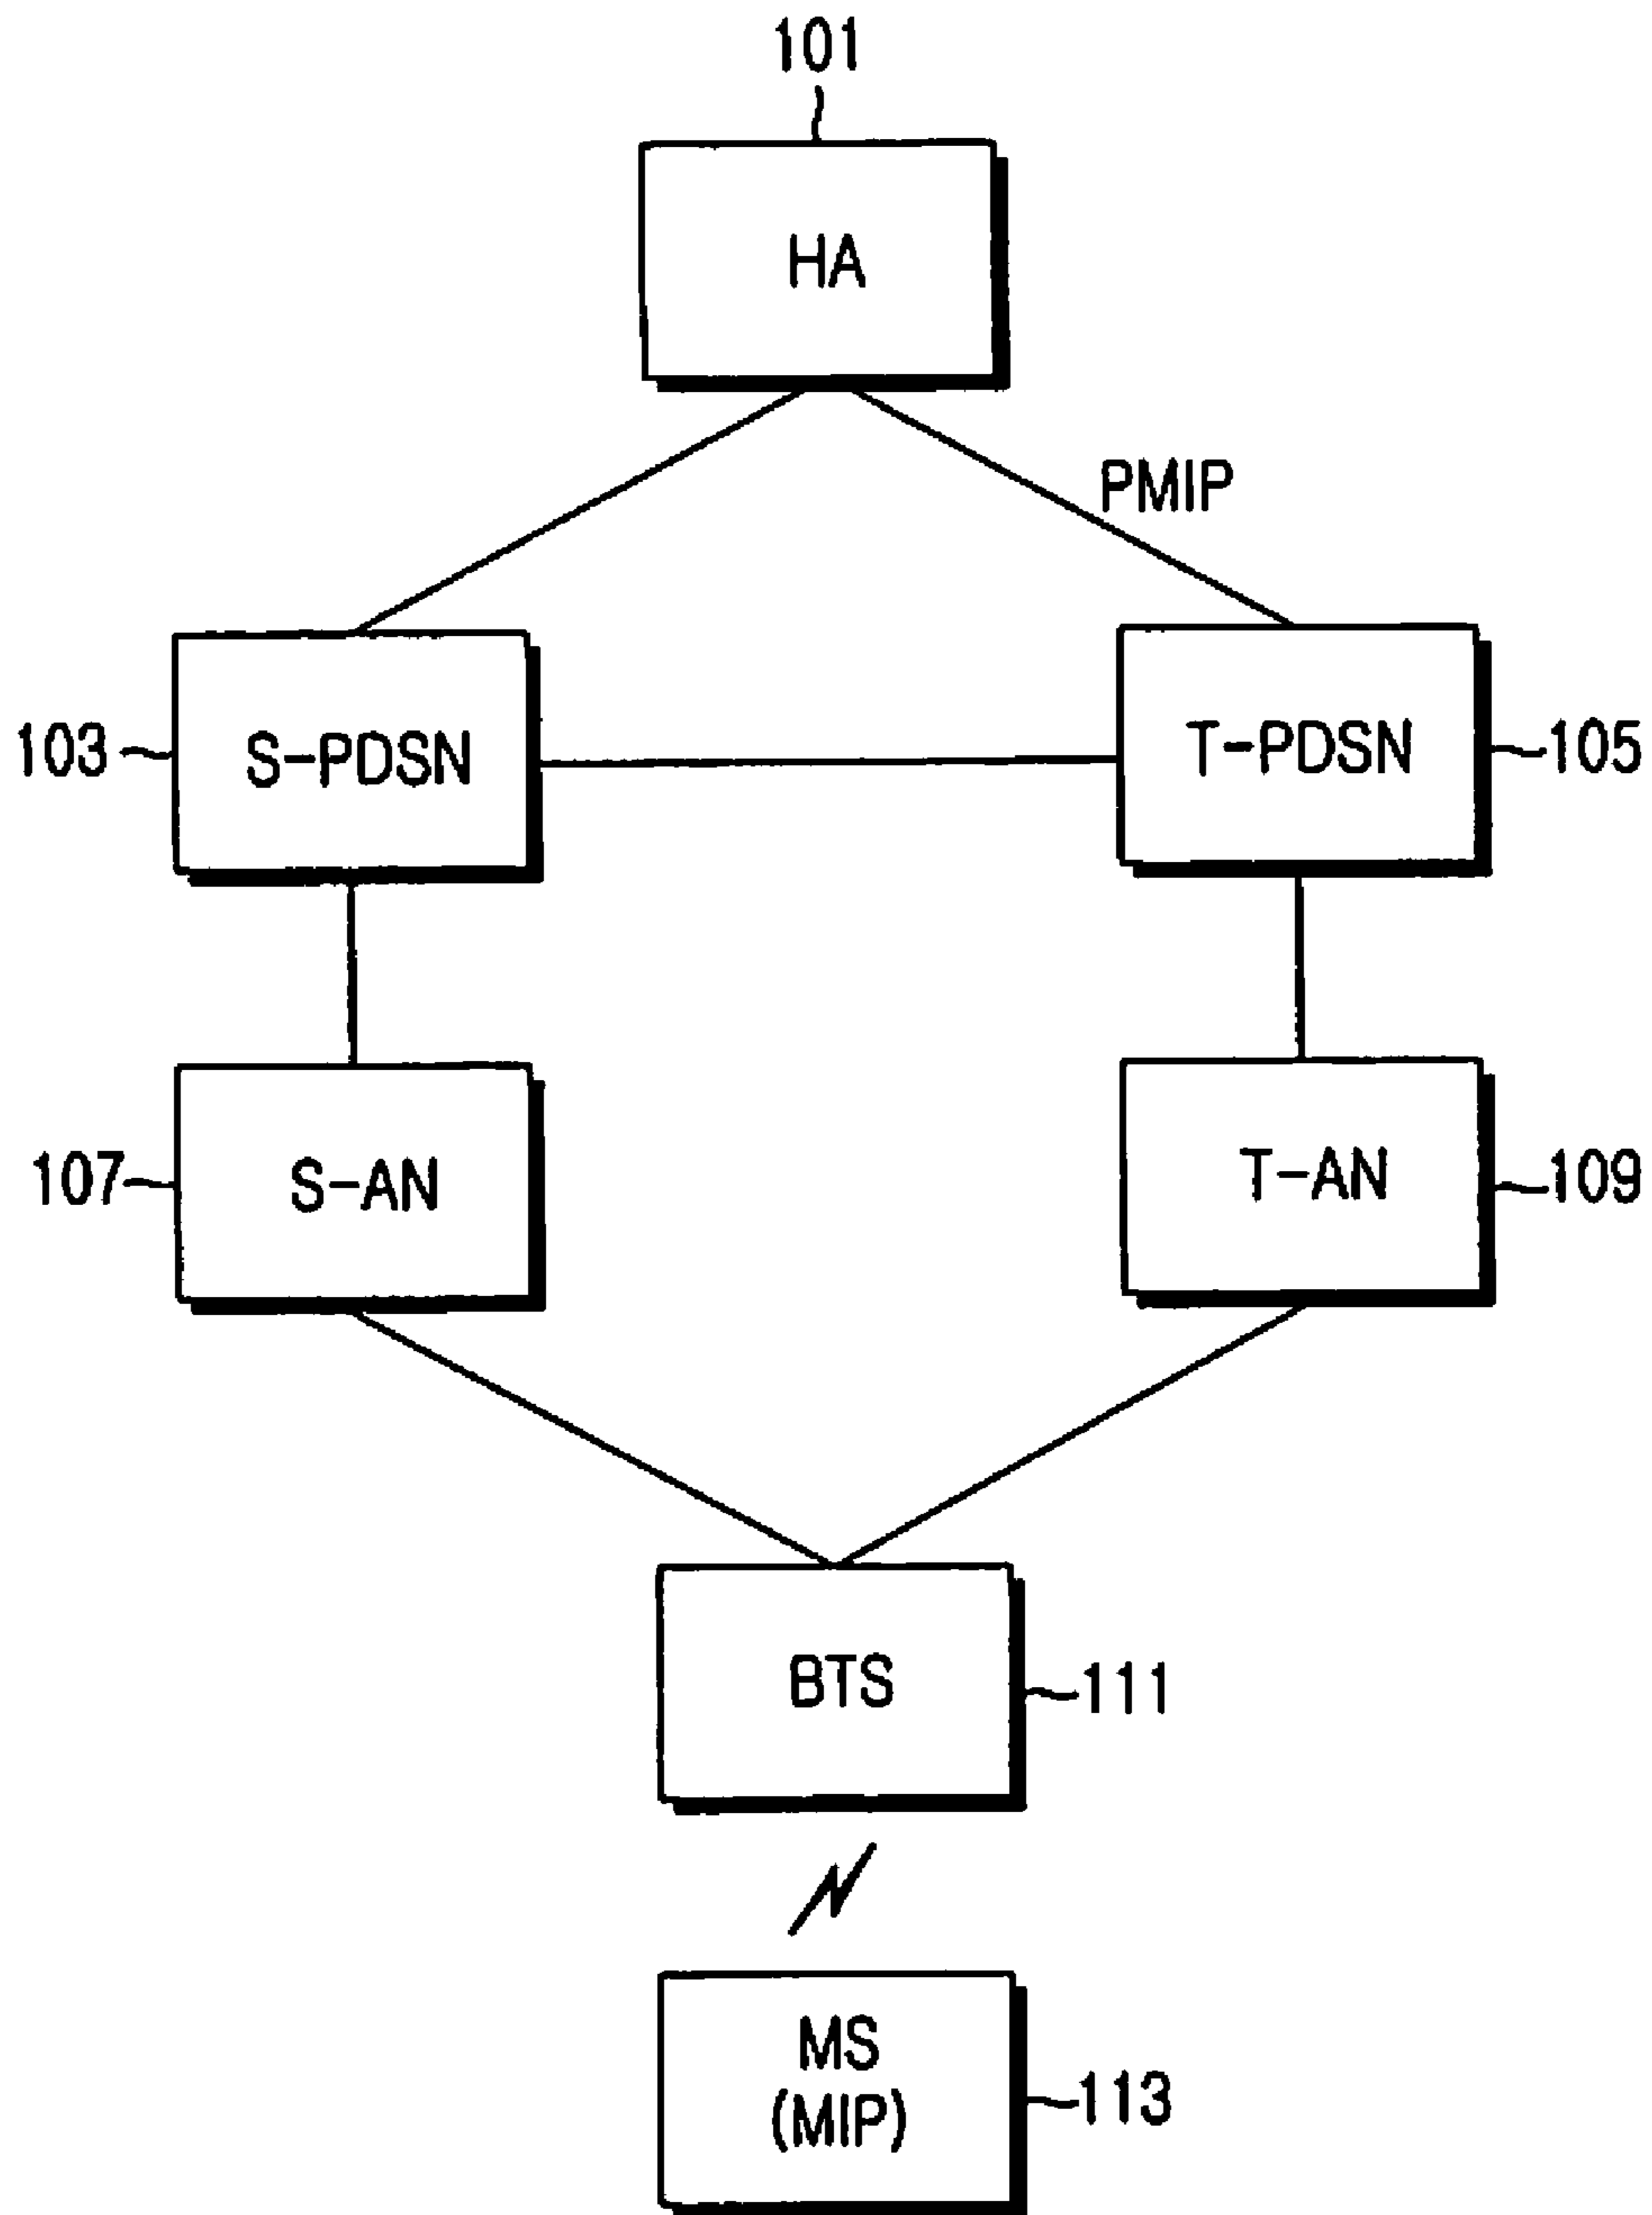 101
HA
PMIP
103
S-PDSN
T-PDSN
105
107
S-AN
T-AN
109
BTS
111
MS
(MIP)
113